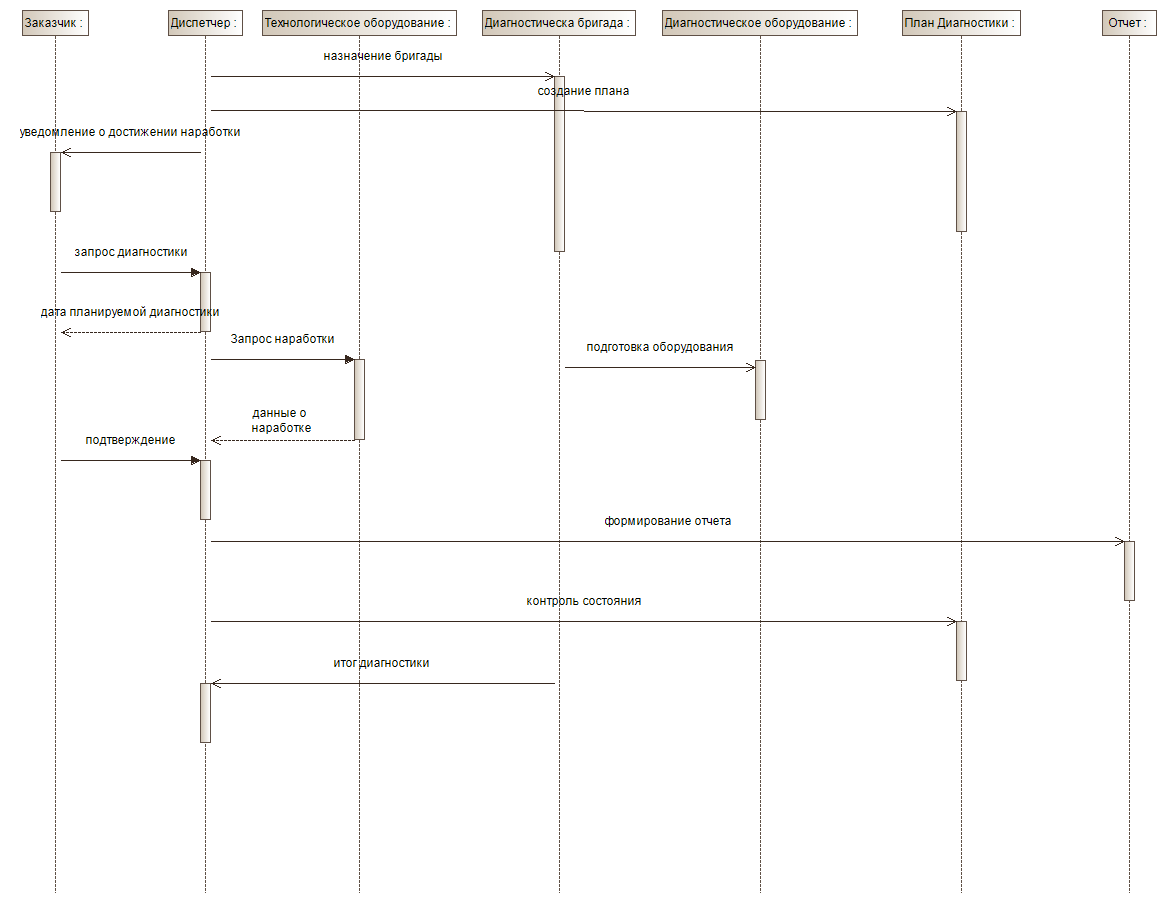 Заказчик :
Диспетчер :
Технологическое оборудование :
Диагностическа бригада :
Диагностическое оборудование :
План Диагностики :
Отчет :
назначение бригады
создание плана
уведомление о достижении наработки
запрос диагностики
дата планируемой диагностики
Запрос наработки
подготовка оборудования
данные о
наработке
подтверждение
формирование отчета
контроль состояния
итог диагностики